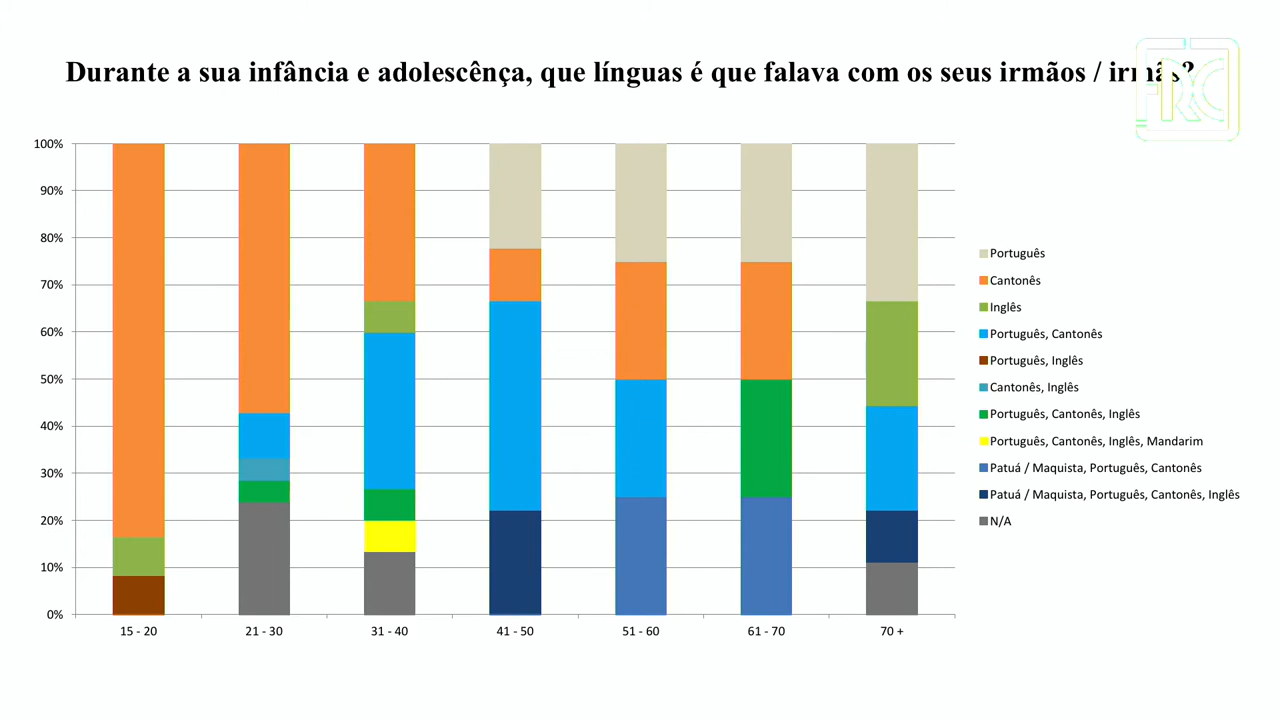 Durante a sua infância e adolescênça, que línguas é que falava com os seus irmãos / irmãs?
FRC
100%
90%
80%
70%
60%
50%
40%
30%
20%
10%
0%
15 - 20
21 - 30
31 - 40
41 - 50
51 - 60
61 - 70
70 +
Português
Cantonês
Inglês
Português, Cantonês
Português, Inglês
Cantonês, Inglês
Português, Cantonês, Inglês
Português, Cantonês, Inglês, Mandarim
Patuá / Maquista, Português, Cantonês
Patuá / Maquista, Português, Cantonês, Inglês
N/A